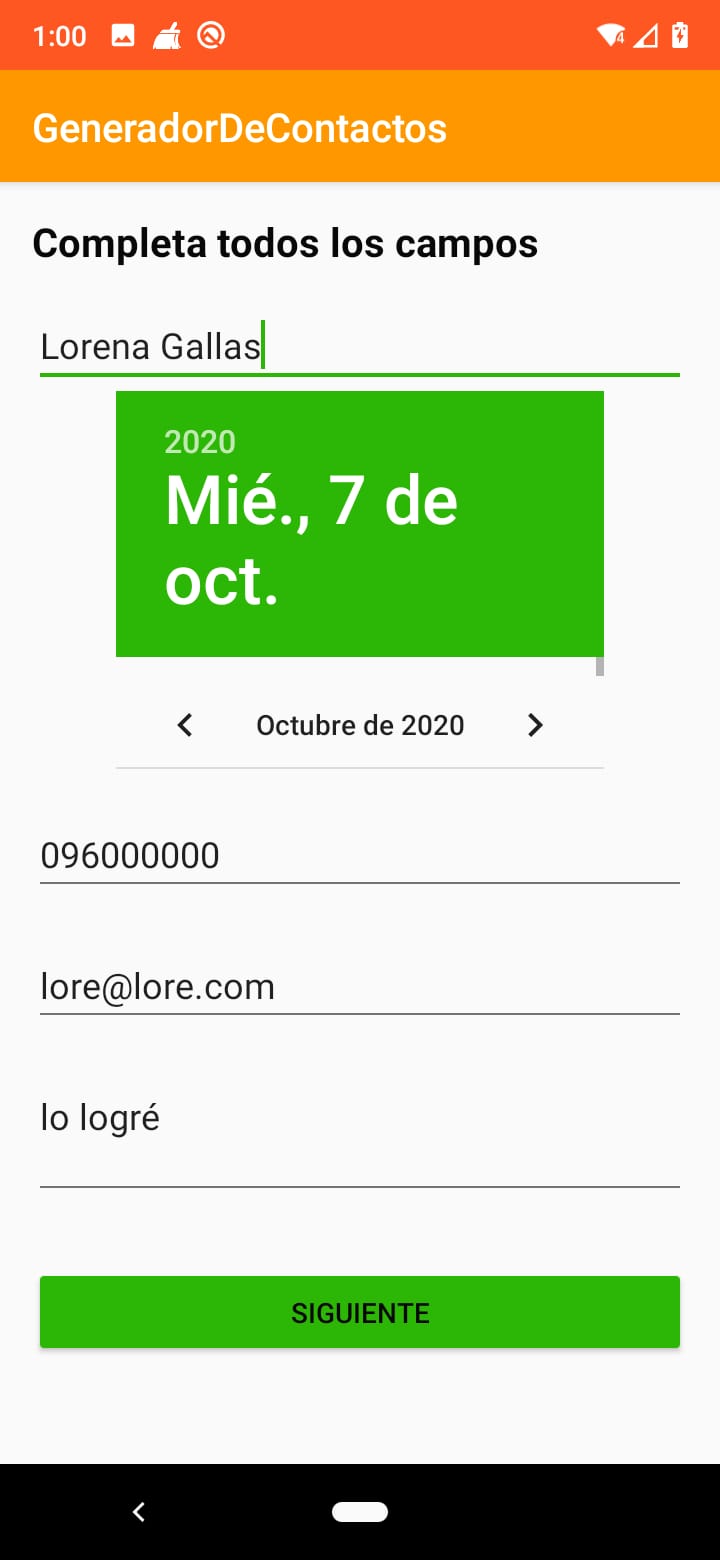 1:00
GeneradorDeContactos
Completa todos los campos
Lorena Gallas
2020
Mié., 7 de
oct.
Octubre de 2020
096000000
lore@lore.com
lo logré
SIGUIENTE